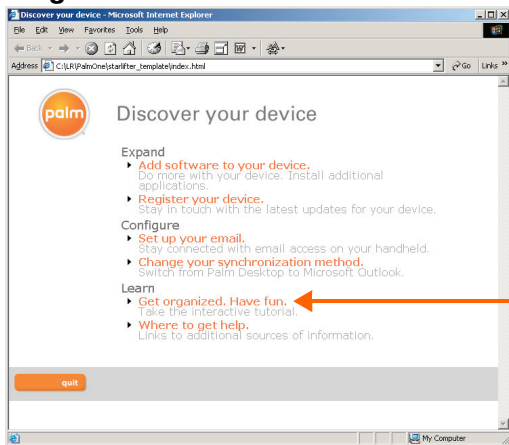 Discover your device - Microsoft Internet Explorer
File Edit View Favorites Tools Help
Back
Address C:\LR\PalmOne\starlifter_template\index.html Go Links »
palm
Discover your device
Expand
Add software to your device.
Do more with your device. Install additional
applications.
Register your device.
Stay in touch with the latest updates for your device.
Configure
Set up your email.
Stay connected with email access on your handheld.
Change your synchronization method.
Switch from Palm Desktop to Microsoft Outlook.
Learn
Get organized. Have fun.
Take the interactive tutorial.
Where to get help.
Links to additional sources of information.
quit
My Computer